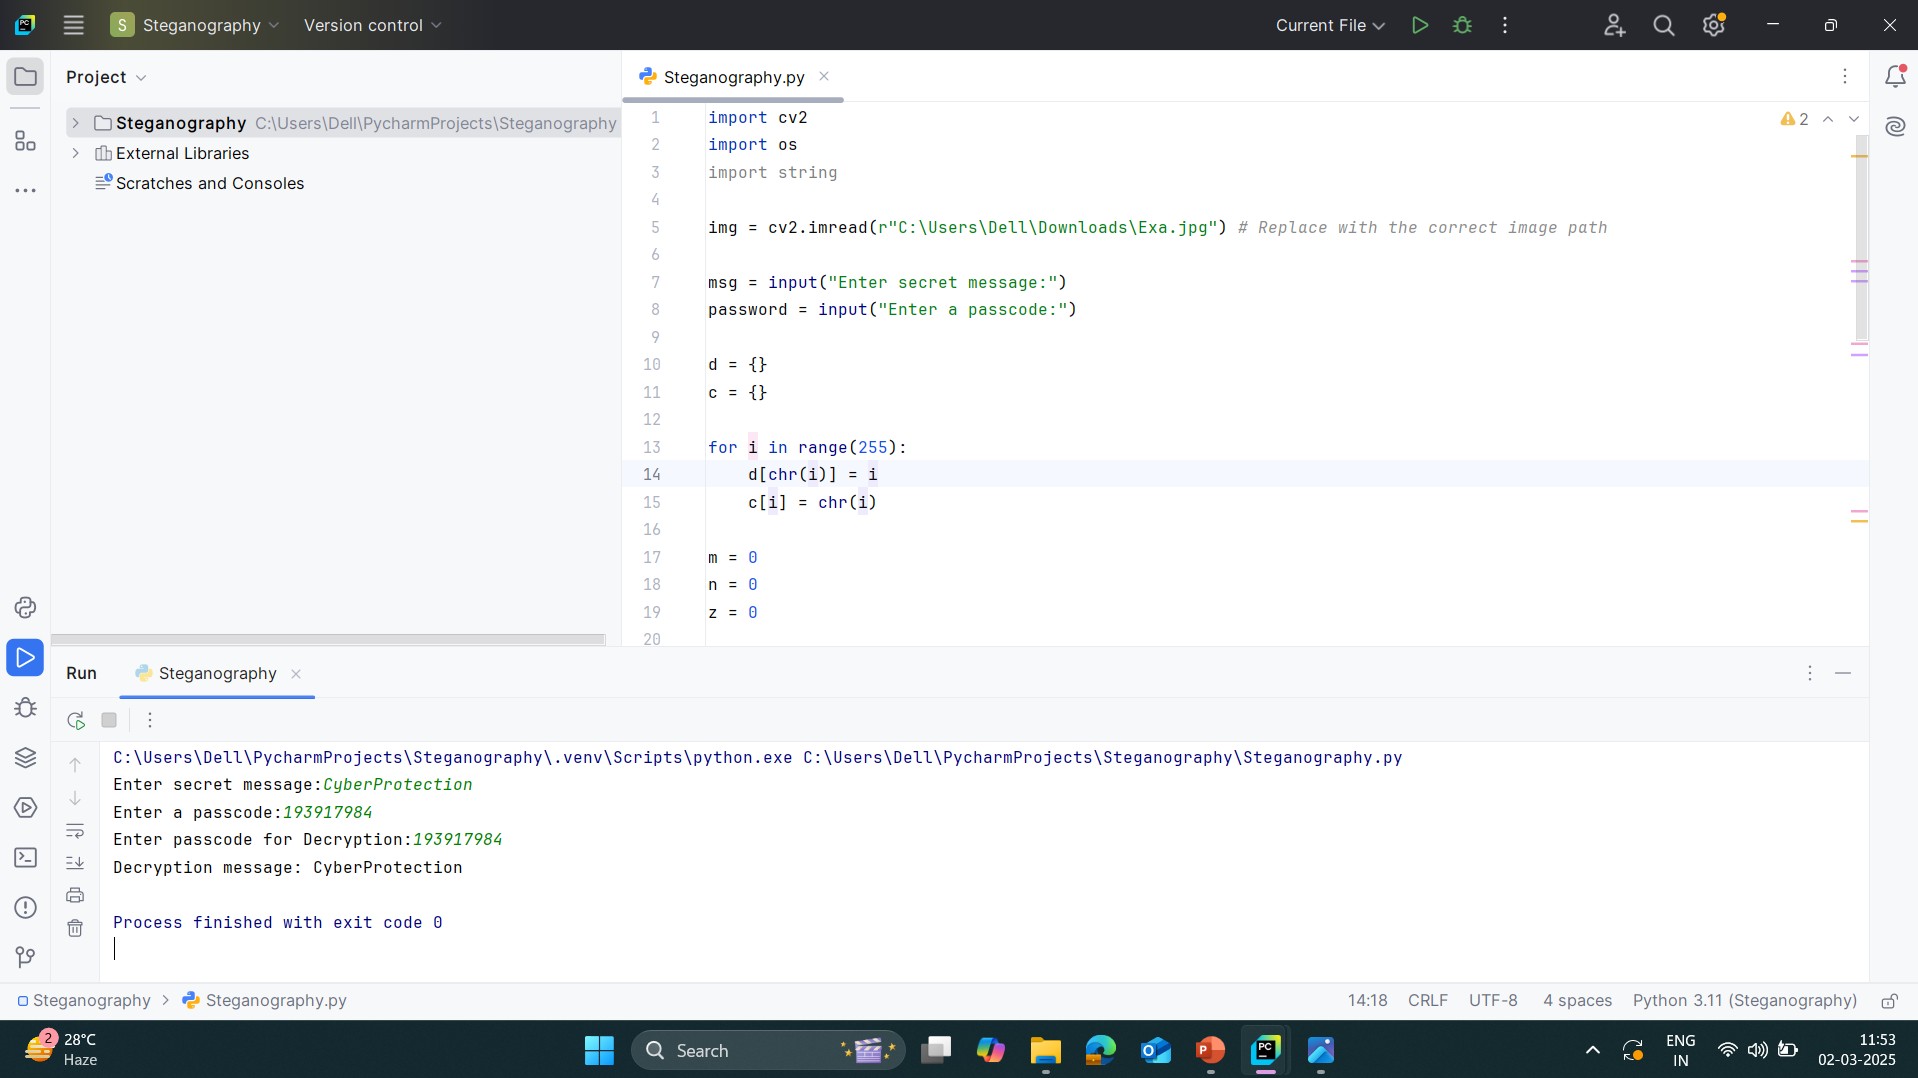 S Steganography Version control Current File
Project
Steganography C:\Users\Dell\PycharmProjects\Steganography
External Libraries
Scratches and Consoles
Steganography.py
2
1 import cv2
2 import os
3 import string
4
5 img = cv2.imread(r"C:\Users\Dell\Downloads\Exa.jpg") # Replace with the correct image path
6
7 msg = input("Enter secret message:")
8 password = input("Enter a passcode:")
9
10 d = {}
11 c = {}
12
13 for i in range(255):
14 d[chr(i)] = i
15 c[i] = chr(i)
16
17 m = 0
18 n = 0
19 z = 0
20
Run Steganography
C:\Users\Dell\PycharmProjects\Steganography\.venv\Scripts\python.exe C:\Users\Dell\PycharmProjects\Steganography\Steganography.py
Enter secret message:CyberProtection
Enter a passcode:193917984
Enter passcode for Decryption:193917984
Decryption message: CyberProtection
Process finished with exit code 0
Steganography > Steganography.py 14:18 CRLF UTF-8 4 spaces Python 3.11 (Steganography)
2 28°C
Haze
Search
ENG
IN
11:53
02-03-2025